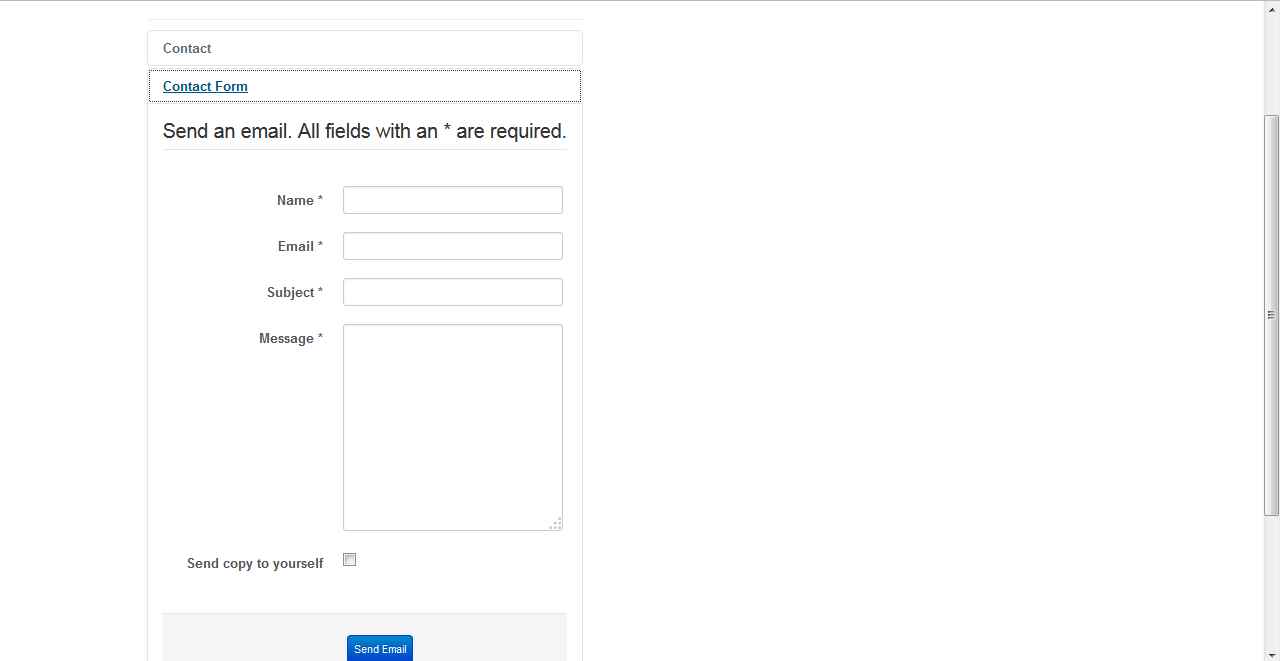 Contact
Contact Form
Send an email. All fields with an * are required.
Name *
Email *
Subject *
Message *
Send copy to yourself
Send Email